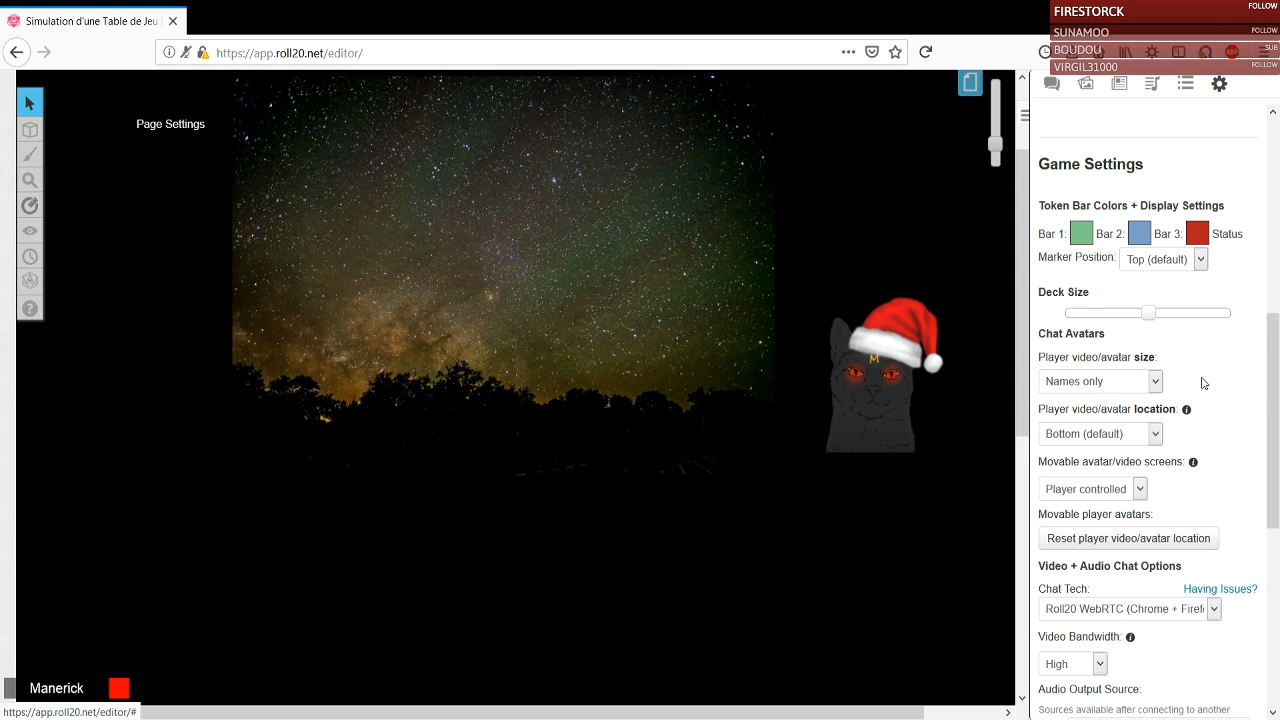 Simulation d'une Table de Jeu
https://app.roll20.net/editor/
FIRESTORCK
FOLLOW
SUNAMOO
FOLLOW
BOUDOU
SUB
VIRGIL31000
FOLLOW
Page Settings
M
Game Settings
Token Bar Colors + Display Settings
Bar 1: Bar 2: Bar 3: Status
Marker Position: Top (default)
Deck Size
Chat Avatars
Player video/avatar size:
Names only
Player video/avatar location:
Bottom (default)
Movable avatar/video screens:
Player controlled
Movable player avatars:
Reset player video/avatar location
Video + Audio Chat Options
Chat Tech: Having Issues?
Roll20 WebRTC (Chrome + Firef
Video Bandwidth:
High
Audio Output Source:
Sources available after connecting to another
Manerick
https://app.roll20.net/editor/#